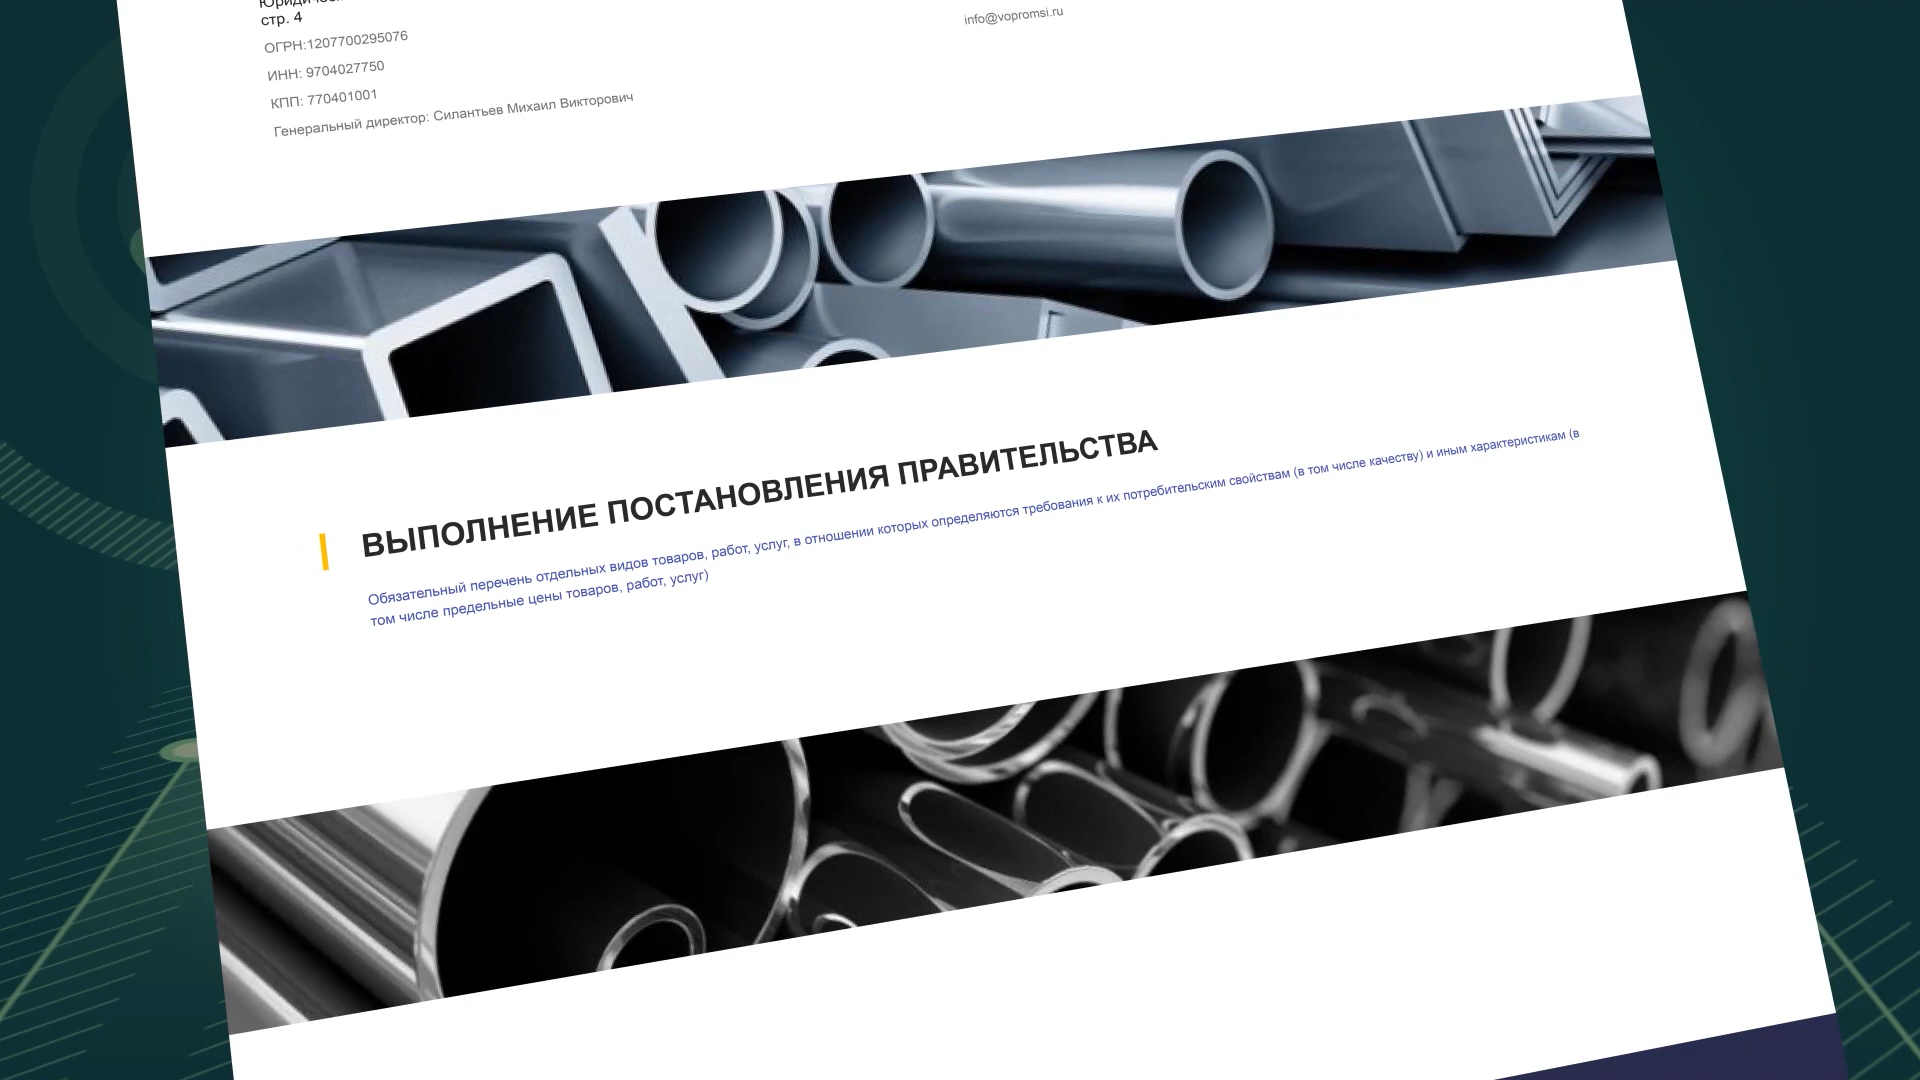 стр. 4
info@vopromsi.ru
ОГРН:1207700295076
ИНН: 9704027750
КПП: 770401001
Генеральный директор: Силантьев Михаил Викторович
ВЫПОЛНЕНИЕ ПОСТАНОВЛЕНИЯ ПРАВИТЕЛЬСТВА
Обязательный перечень отдельных видов товаров, работ, услуг, в отношении которых определяются требования к их потребительским свойствам (в том числе качеству) и иным характеристикам (в
том числе предельные цены товаров, работ, услуг)